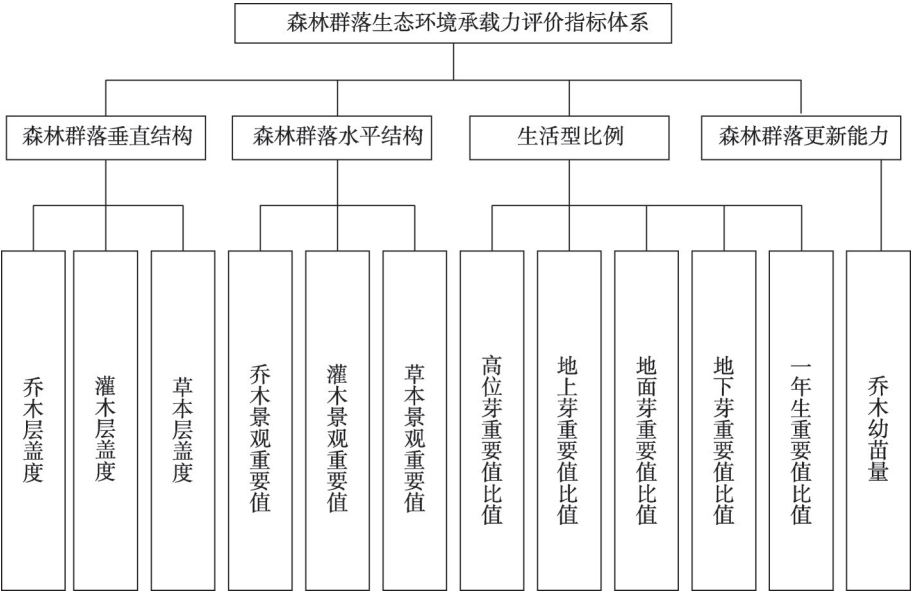 森林群落生态环境承载力评价指标体系
森林群落垂直结构
森林群落水平结构
生活型比例
森林群落更新能力
乔木层盖度
灌木层盖度
草本层盖度
乔木景观重要值
灌木景观重要值
草本景观重要值
高位芽重要值比值
地上芽重要值比值
地面芽重要值比值
地下芽重要值比值
一年生重要值比值
乔木幼苗量